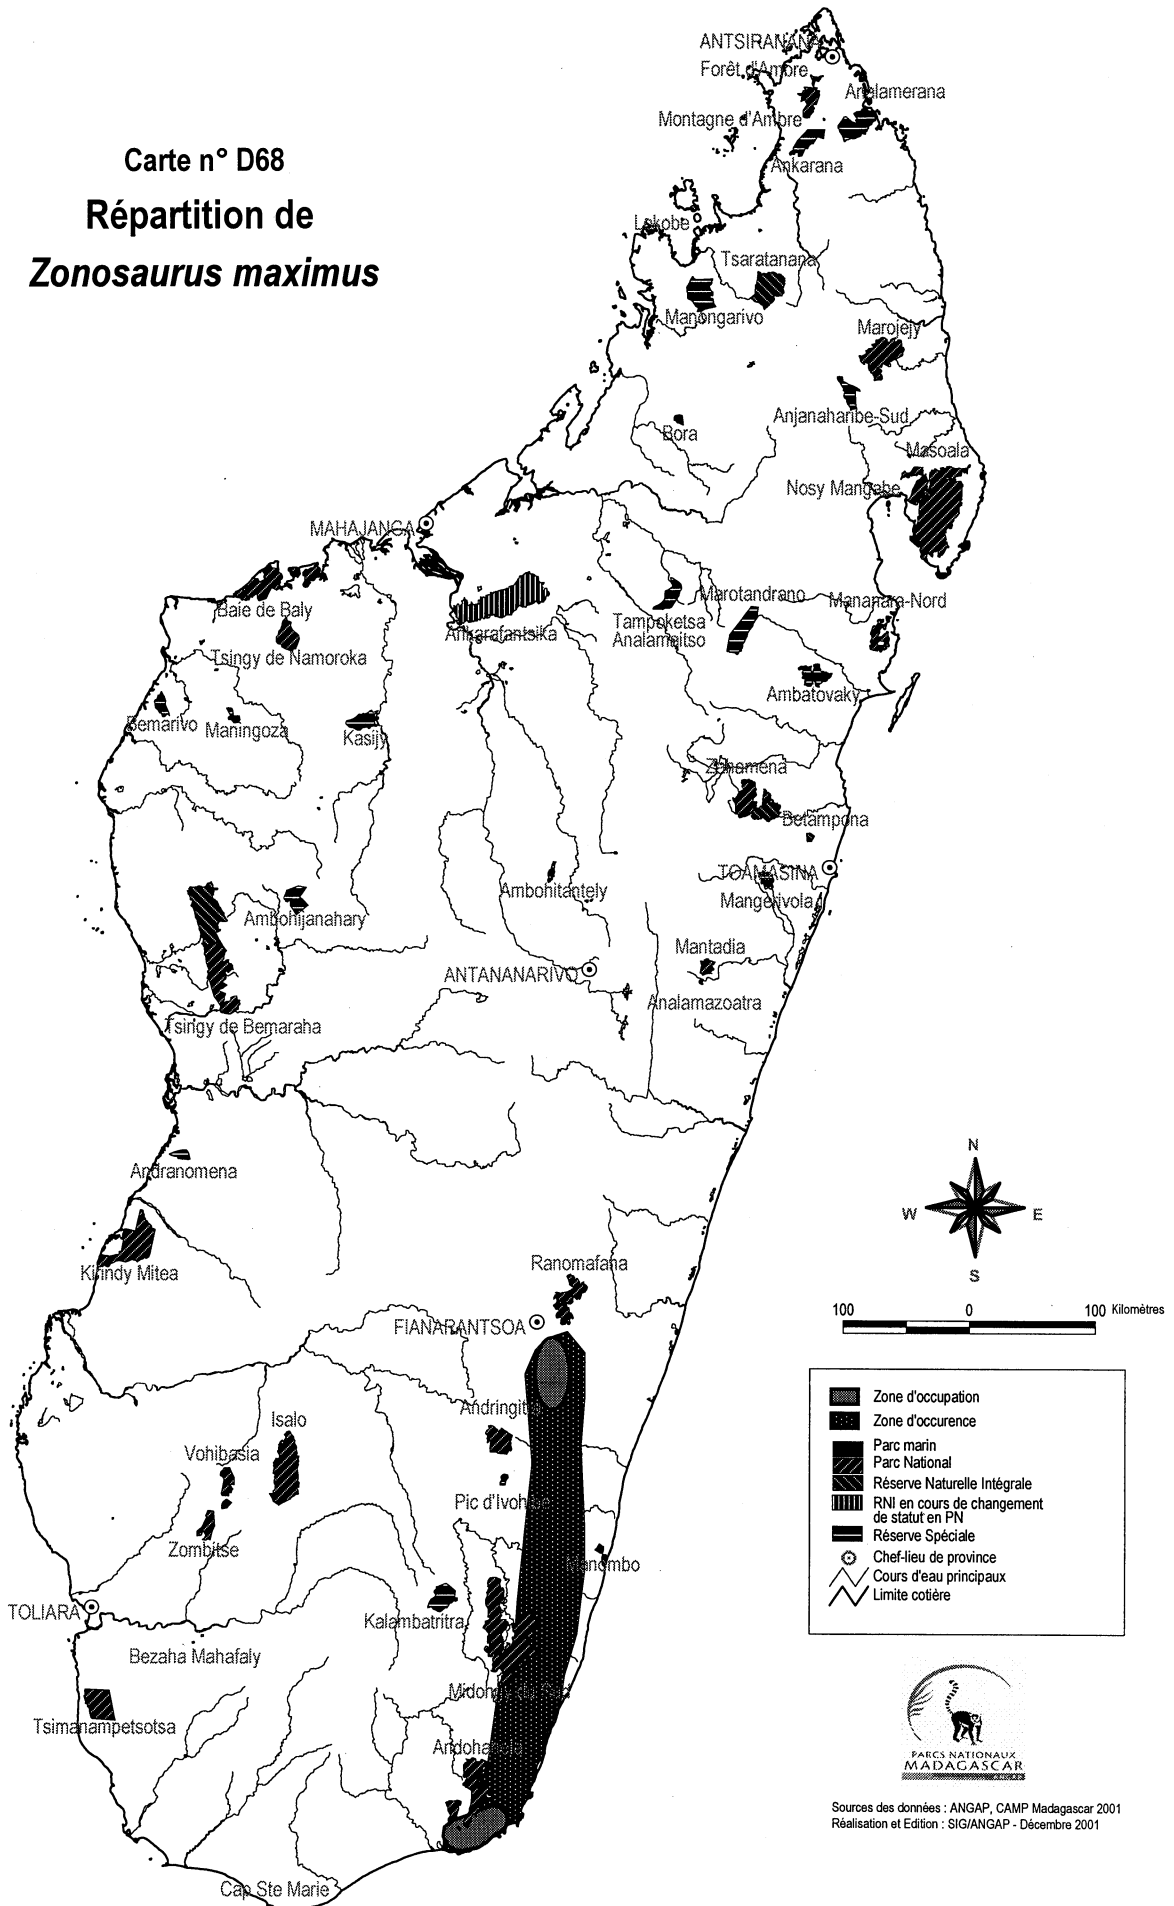 Carte n° D68
Répartition de
Zonosaurus maximus
ANTSIRANANA
Forêt d'Ambre
Analamerana
Montagne d'Ambre
Ankarana
Lokobe
Tsaratanana
Manongarivo
Marojejy
Anjanaharibe-Sud
Bora
Masoala
Nosy Mangabe
MAHAJANGA
Baie de Baly
Ankarafantsika
Tampoketsa
Analamaitso
Marotandrano
Mananara-Nord
Tsingy de Namoroka
Ambatovaky
Bemarivo
Maningoza
Kasijy
Zahamena
Betampona
TOAMASINA
Ambohitantely
Mangerivola
Ambohijanahary
Mantadia
ANTANANARIVO
Analamazoatra
Tsingy de Bemaraha
Andranomena
N
W
E
S
Kirindy Mitea
Ranomafana
100
0
100 Kilomètres
FIANARANTSOA
Zone d'occupation
Zone d'occurence
Parc marin
Parc National
Réserve Naturelle Intégrale
RNI en cours de changement
de statut en PN
Réserve Spéciale
Chef-lieu de province
Cours d'eau principaux
Limite cotière
Andringitra
Isalo
Vohibasia
Pic d'Ivohibe
Zombitse
Manombo
TOLIARA
Kalambatritra
Bezaha Mahafaly
Midongy du Sud
Tsimanampetsotsa
Andohahela
PARCS NATIONAUX
MADAGASCAR
Sources des données : ANGAP, CAMP Madagascar 2001
Réalisation et Edition : SIG/ANGAP - Décembre 2001
Cap Ste Marie